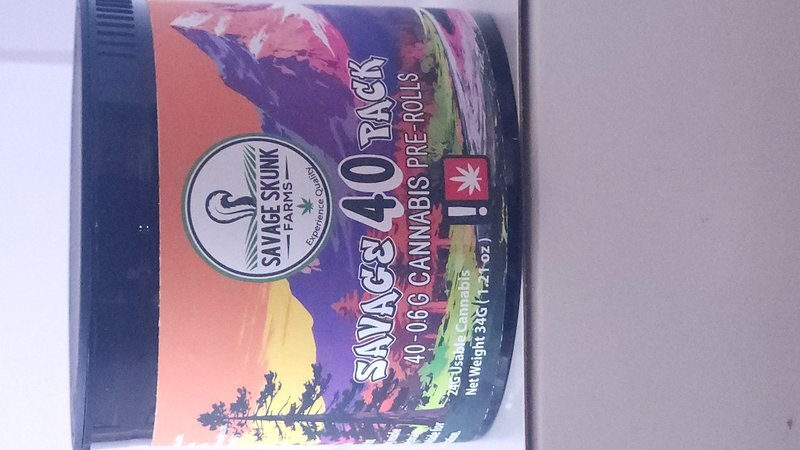 SAVAGE SKUNK
FARMS
Experience Quality
SAVAGE 40 PACK
40 - 0.6 G CANNABIS PRE-ROLLS
!
24G Usable Cannabis
Net Weight 34G ( 1.21 oz )